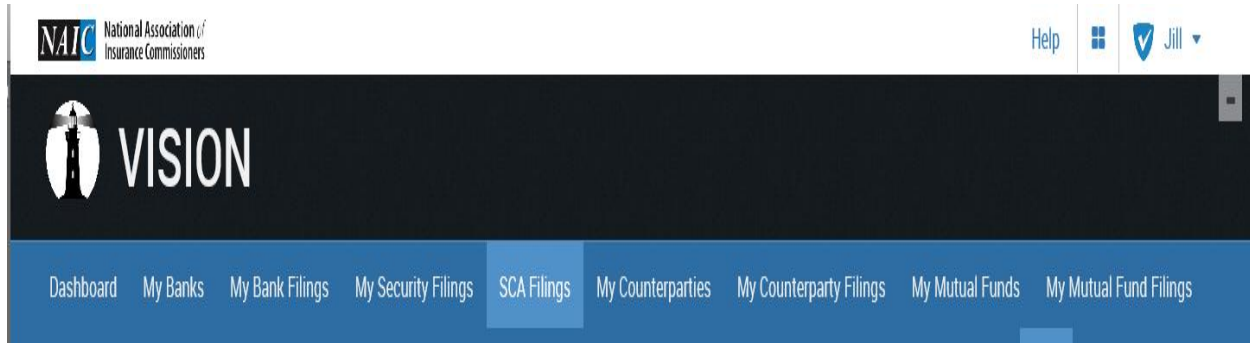 NAIC National Association of
Insurance Commissioners
Help
Jill
VISION
Dashboard My Banks My Bank Filings My Security Filings SCA Filings My Counterparties My Counterparty Filings My Mutual Funds My Mutual Fund Filings